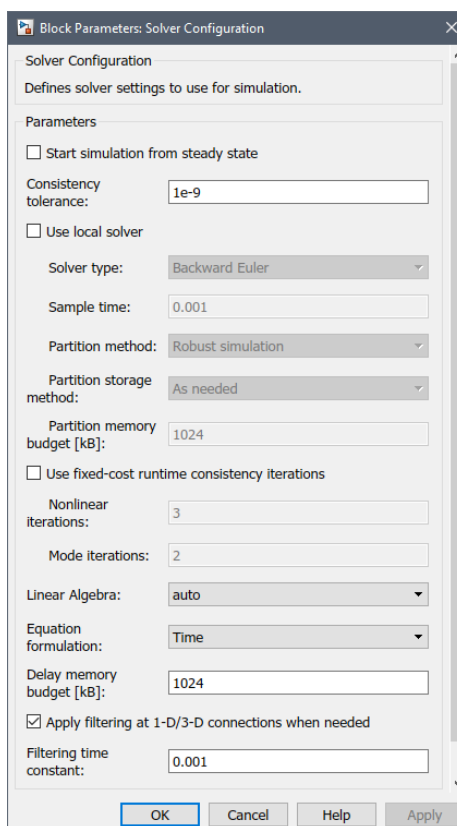 Block Parameters: Solver Configuration
Solver Configuration
Defines solver settings to use for simulation.
Parameters
Start simulation from steady state
Consistency
tolerance:
1e-9
Use local solver
Solver type:
Backward Euler
Sample time:
0.001
Partition method:
Robust simulation
Partition storage
method:
As needed
Partition memory
budget [kB]:
1024
Use fixed-cost runtime consistency iterations
Nonlinear
iterations:
3
Mode iterations:
2
Linear Algebra:
auto
Equation
formulation:
Time
Delay memory
budget [kB]:
1024
Apply filtering at 1-D/3-D connections when needed
Filtering time
constant:
0.001
OK Cancel Help Apply